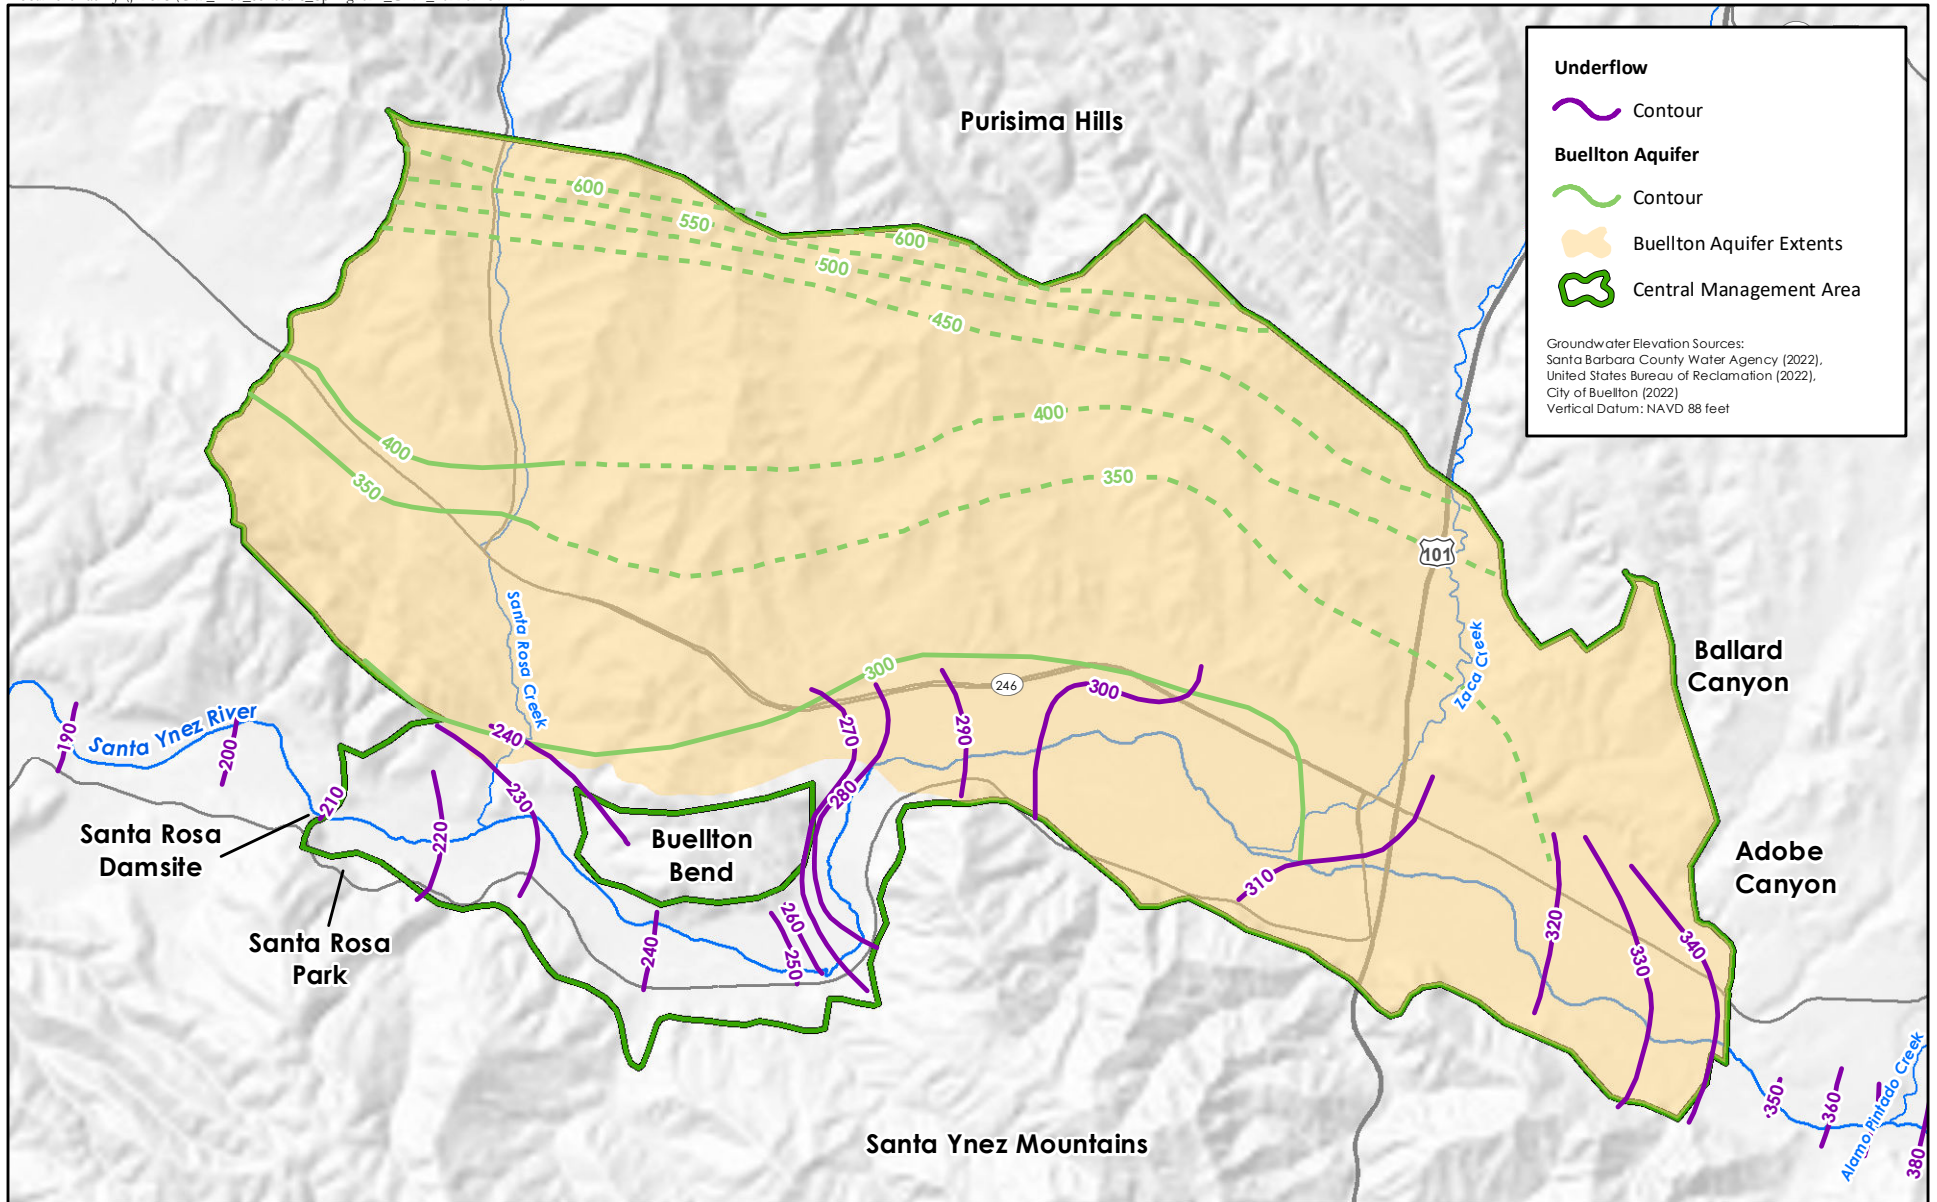 Purisima Hills
Underflow
Contour
Buellton Aquifer
Contour
Buellton Aquifer Extents
Central Management Area
Groundwater Elevation Sources:
Santa Barbara County Water Agency (2022),
United States Bureau of Reclamation (2022),
City of Buellton (2022)
Vertical Datum: NAVD 88 feet
600
550
600
500
450
400
400
350
350
101
Santa Rosa Creek
Zaca Creek
Ballard
Canyon
300
246
300
Santa Ynez River
190
200
240
270
290
210
230
280
220
Santa Rosa
Damsite
Buellton
Bend
Adobe
Canyon
310
260
320
Santa Rosa
Park
240
250
330
340
350
360
Alamo Pintado Creek
380
Santa Ynez Mountains